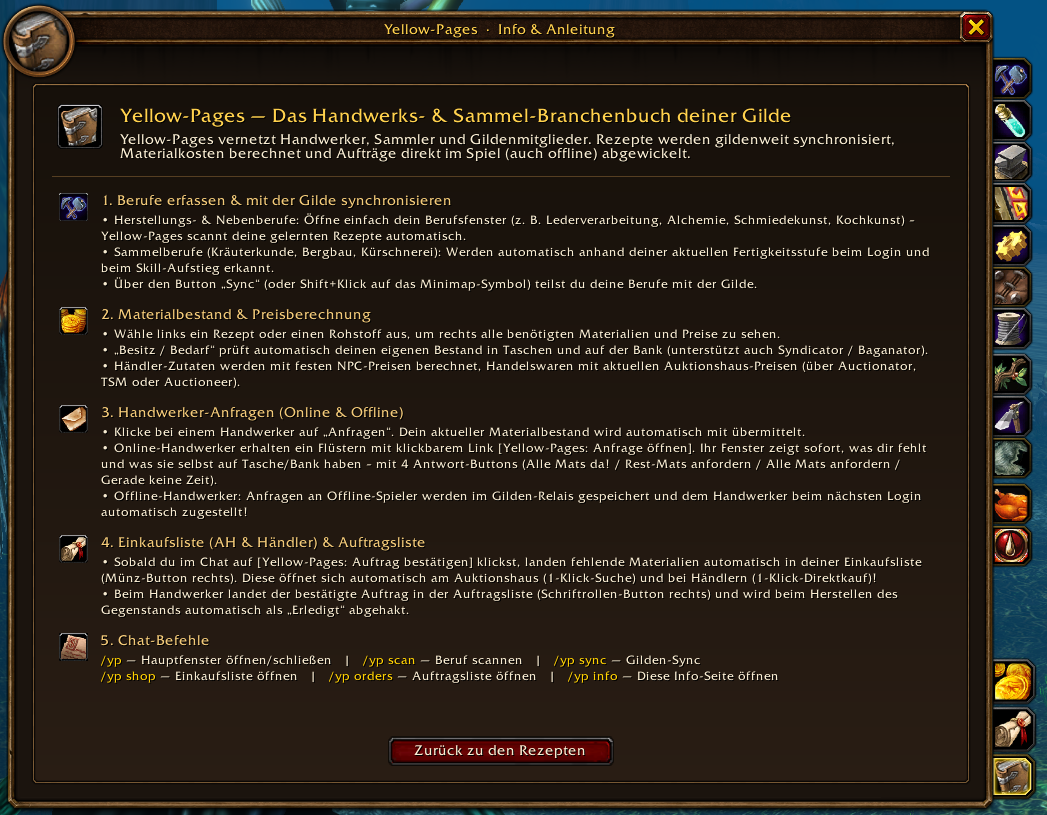 Yellow-Pages · Info & Anleitung
Yellow-Pages — Das Handwerks- & Sammel-Branchenbuch deiner Gilde
Yellow-Pages vernetzt Handwerker, Sammler und Gildenmitglieder. Rezepte werden gildenweit synchronisiert,
Materialkosten berechnet und Aufträge direkt im Spiel (auch offline) abgewickelt.
1. Berufe erfassen & mit der Gilde synchronisieren
• Herstellungs- & Nebenberufe: Öffne einfach dein Berufsfenster (z. B. Lederverarbeitung, Alchemie, Schmiedekunst, Kochkunst) –
Yellow-Pages scannt deine gelernten Rezepte automatisch.
• Sammelberufe (Kräuterkunde, Bergbau, Kürschnerei): Werden automatisch anhand deiner aktuellen Fertigkeitsstufe beim Login und
beim Skill-Aufstieg erkannt.
• Über den Button „Sync“ (oder Shift+Klick auf das Minimap-Symbol) teilst du deine Berufe mit der Gilde.
2. Materialbestand & Preisberechnung
• Wähle links ein Rezept oder einen Rohstoff aus, um rechts alle benötigten Materialien und Preise zu sehen.
• „Besitz / Bedarf“ prüft automatisch deinen eigenen Bestand in Taschen und auf der Bank (unterstützt auch Syndicator / Baganator).
• Händler-Zutaten werden mit festen NPC-Preisen berechnet, Handelswaren mit aktuellen Auktionshaus-Preisen (über Auctionator,
TSM oder Auctioneer).
3. Handwerker-Anfragen (Online & Offline)
• Klicke bei einem Handwerker auf „Anfragen“. Dein aktueller Materialbestand wird automatisch mit übermittelt.
• Online-Handwerker erhalten ein Flüstern mit klickbarem Link [Yellow-Pages: Anfrage öffnen]. Ihr Fenster zeigt sofort, was dir fehlt
und was sie selbst auf Tasche/Bank haben – mit 4 Antwort-Buttons (Alle Mats da! / Rest-Mats anfordern / Alle Mats anfordern /
Gerade keine Zeit).
• Offline-Handwerker: Anfragen an Offline-Spieler werden im Gilden-Relais gespeichert und dem Handwerker beim nächsten Login
automatisch zugestellt!
4. Einkaufsliste (AH & Händler) & Auftragsliste
• Sobald du im Chat auf [Yellow-Pages: Auftrag bestätigen] klickst, landen fehlende Materialien automatisch in deiner Einkaufsliste
(Münz-Button rechts). Diese öffnet sich automatisch am Auktionshaus (1-Klick-Suche) und bei Händlern (1-Klick-Direktkauf)!
• Beim Handwerker landet der bestätigte Auftrag in der Auftragsliste (Schriftrollen-Button rechts) und wird beim Herstellen des
Gegenstands automatisch als „Erledigt“ abgehakt.
5. Chat-Befehle
/yp — Hauptfenster öffnen/schließen | /yp scan — Beruf scannen | /yp sync — Gilden-Sync
/yp shop — Einkaufsliste öffnen | /yp orders — Auftragsliste öffnen | /yp info — Diese Info-Seite öffnen
Zurück zu den Rezepten